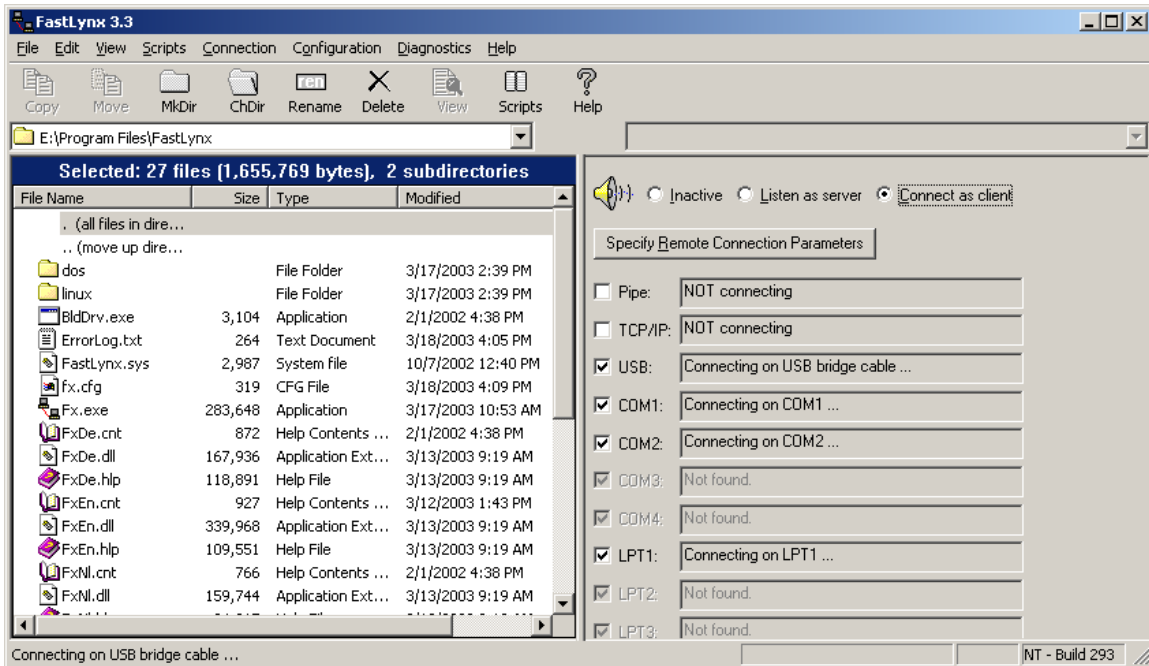 FastLynx 3.3
File Edit View Scripts Connection Configuration Diagnostics Help
ren
Copy Move MkDir ChDir Rename Delete View Scripts Help
E:\Program Files\FastLynx
Selected: 27 files (1,655,769 bytes), 2 subdirectories
File Name Size Type Modified
. (all files in dire...
.. (move up dire...
dos File Folder 3/17/2003 2:39 PM
linux File Folder 3/17/2003 2:39 PM
BldDrv.exe 3,104 Application 2/1/2002 4:38 PM
ErrorLog.txt 264 Text Document 3/18/2003 4:05 PM
FastLynx.sys 2,987 System file 10/7/2002 12:40 PM
fx.cfg 319 CFG File 3/18/2003 4:09 PM
Fx.exe 283,648 Application 3/17/2003 10:53 AM
FxDe.cnt 872 Help Contents ... 2/1/2002 4:38 PM
FxDe.dll 167,936 Application Ext... 3/13/2003 9:19 AM
FxDe.hlp 118,891 Help File 3/13/2003 9:19 AM
FxEn.cnt 927 Help Contents ... 3/12/2003 1:43 PM
FxEn.dll 339,968 Application Ext... 3/13/2003 9:19 AM
FxEn.hlp 109,551 Help File 3/13/2003 9:19 AM
FxNl.cnt 766 Help Contents ... 2/1/2002 4:38 PM
FxNl.dll 159,744 Application Ext... 3/13/2003 9:19 AM
Inactive Listen as server Connect as client
Specify Remote Connection Parameters
Pipe: NOT connecting
TCP/IP: NOT connecting
USB: Connecting on USB bridge cable ...
COM1: Connecting on COM1 ...
COM2: Connecting on COM2 ...
COM3: Not found.
COM4: Not found.
LPT1: Connecting on LPT1 ...
LPT2: Not found.
LPT3: Not found.
Connecting on USB bridge cable ... NT - Build 293